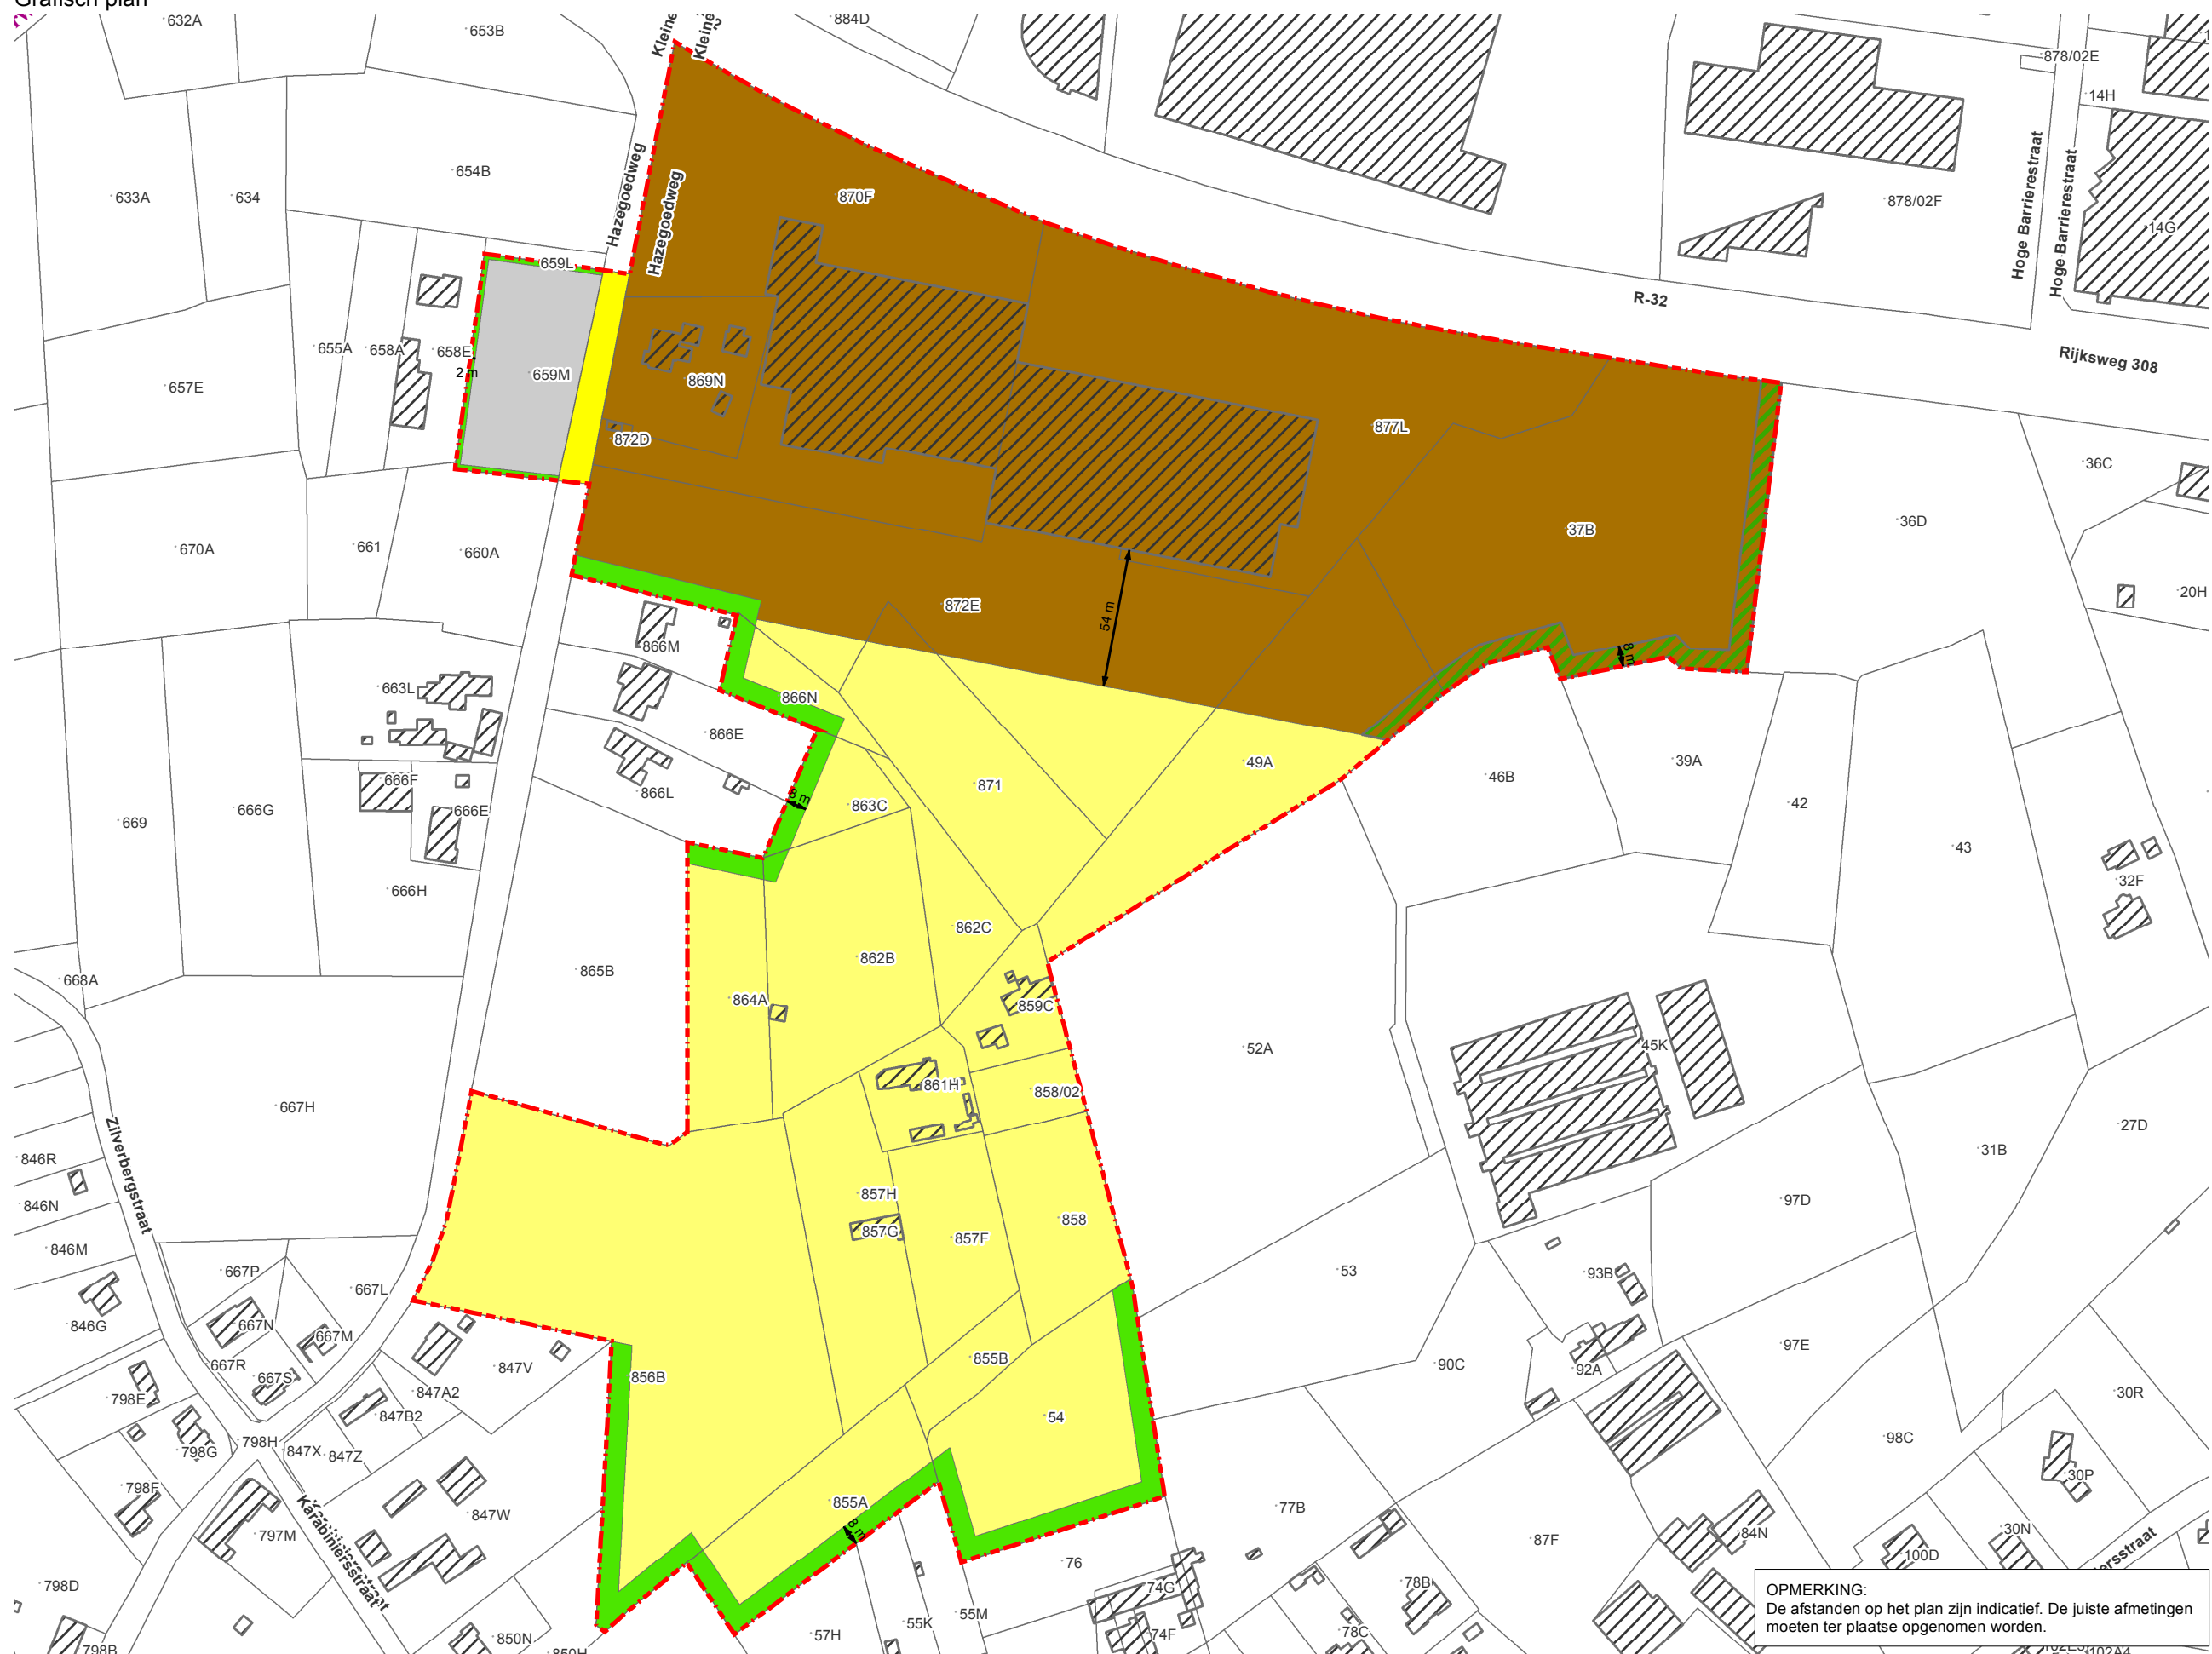 Grafisch plan
632A
653B
Kleine
Kleine
884D
878/02E
14H
633A
634
654B
Hazegoedweg
Hazegoedweg
870F
878/02F
Hoge Barrierestraat
Hoge Barrierestraat
14G
659L
R-32
Rijksweg 308
655A
658A
658E
2 m
659M
657E
869N
872D
877L
36C
670A
661
660A
37B
36D
20H
872E
54 m
866M
8 m
663L
866N
866E
871
49A
46B
39A
42
666F
866L
8 m
863C
669
666G
666E
43
666H
32F
862C
865B
862B
668A
864A
859C
52A
45K
861H
858/02
667H
Zilverbergstraat
27D
846R
31B
846N
857H
97D
858
857G
857F
846M
53
93B
667P
667L
846G
667N
667M
97E
855B
667R
667S
847V
856B
90C
92A
30R
798E
847A2
847B2
54
798G
798H
847X
847Z
98C
798F
30P
855A
77B
847W
8 m
797M
Karabiniersstraat
Karabiniersstraat
87F
84N
30N
100D
ersstraat
798D
76
74G
78B
OPMERKING:
De afstanden op het plan zijn indicatief. De juiste afmetingen
moeten ter plaatse opgenomen worden.
55M
55K
57H
850N
74F
78C
798B
850H
102A4